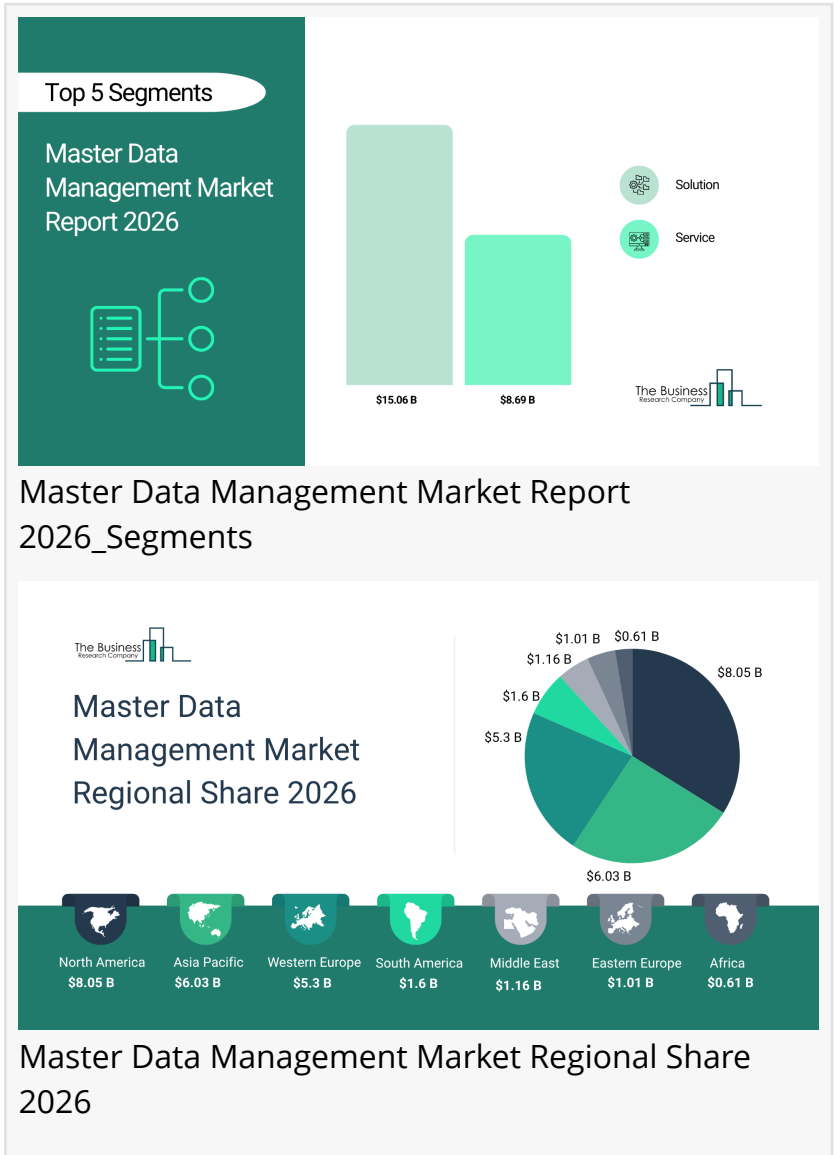 Top 5 Segments
Master Data
Management Market
Report 2026
Solution
Service
$15.06 B
$8.69 B
The Business
Research Company
Master Data Management Market Report
2026_Segments
The Business
Research Company
Master Data
Management Market
Regional Share 2026
$1.01 B
$0.61 B
$1.16 B
$8.05 B
$1.6 B
$5.3 B
$6.03 B
North America
$8.05 B
Asia Pacific
$6.03 B
Western Europe
$5.3 B
South America
$1.6 B
Middle East
$1.16 B
Eastern Europe
$1.01 B
Africa
$0.61 B
Master Data Management Market Regional Share
2026